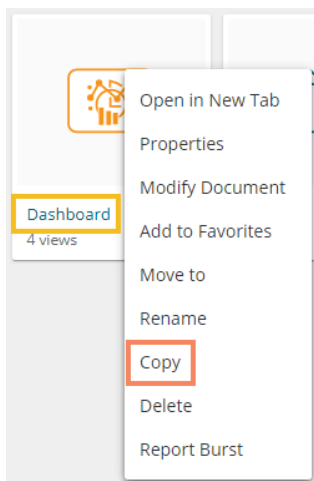 Open in New Tab
Properties
Modify Document
Dashboard
4 views
Add to Favorites
Move to
Rename
Copy
Delete
Report Burst